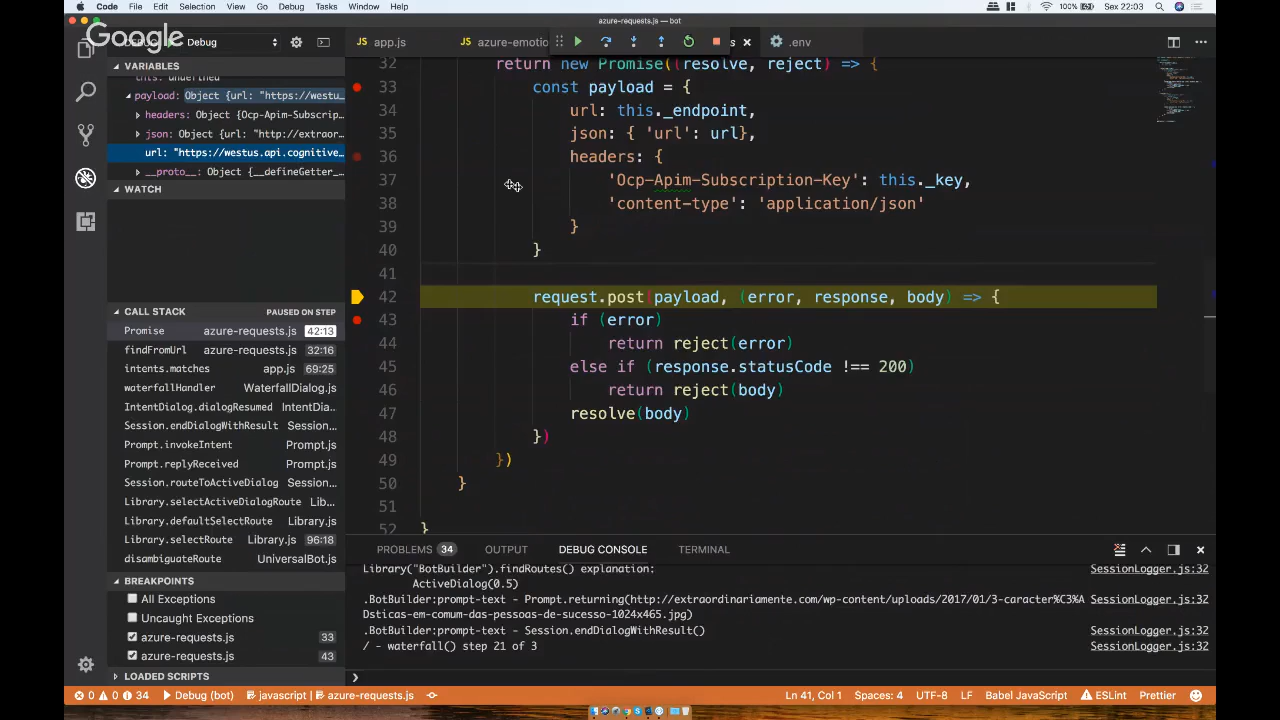 Code File Edit Selection View Go Debug Tasks Window Help 100% Sex 22:03
azure-requests.js — bot
Google
Debug app.js azure-emotio s .env
VARIABLES
this: undefined
payload: Object {url: "https://westu…
headers: Object {Ocp-Apim-Subscrip…
json: Object {url: "http://extraor…
url: "https://westus.api.cognitive…
__proto__: Object {__defineGetter_…
WATCH
CALL STACK PAUSED ON STEP
Promise azure-requests.js 42:13
findFromUrl azure-requests.js 32:16
intents.matches app.js 69:25
waterfallHandler WaterfallDialog.js
IntentDialog.dialogResumed IntentDia…
Session.endDialogWithResult Session…
Prompt.invokeIntent Prompt.js
Prompt.replyReceived Prompt.js
Session.routeToActiveDialog Session…
Library.selectActiveDialogRoute Lib…
Library.defaultSelectRoute Library.js
Library.selectRoute Library.js 96:18
disambiguateRoute UniversalBot.js
BREAKPOINTS
All Exceptions
Uncaught Exceptions
azure-requests.js 33
azure-requests.js 43
LOADED SCRIPTS
32 return new Promise((resolve, reject) => {
33 const payload = {
34 url: this._endpoint,
35 json: { 'url': url},
36 headers: {
37 'Ocp-Apim-Subscription-Key': this._key,
38 'content-type': 'application/json'
39 }
40 }
41
42 request.post(payload, (error, response, body) => {
43 if (error)
44 return reject(error)
45 else if (response.statusCode !== 200)
46 return reject(body)
47 resolve(body)
48 })
49 })
50 }
51
52 }
PROBLEMS 34 OUTPUT DEBUG CONSOLE TERMINAL
Library("BotBuilder").findRoutes() explanation: SessionLogger.js:32
ActiveDialog(0.5)
.BotBuilder:prompt-text - Prompt.returning(http://extraordinariamente.com/wp-content/uploads/2017/01/3-caracter%C3%A SessionLogger.js:32
Dsticas-em-comum-das-pessoas-de-sucesso-1024x465.jpg)
.BotBuilder:prompt-text - Session.endDialogWithResult() SessionLogger.js:32
/ - waterfall() step 21 of 3 SessionLogger.js:32
0 0 34 Debug (bot) javascript | azure-requests.js Ln 41, Col 1 Spaces: 4 UTF-8 LF Babel JavaScript ESLint Prettier